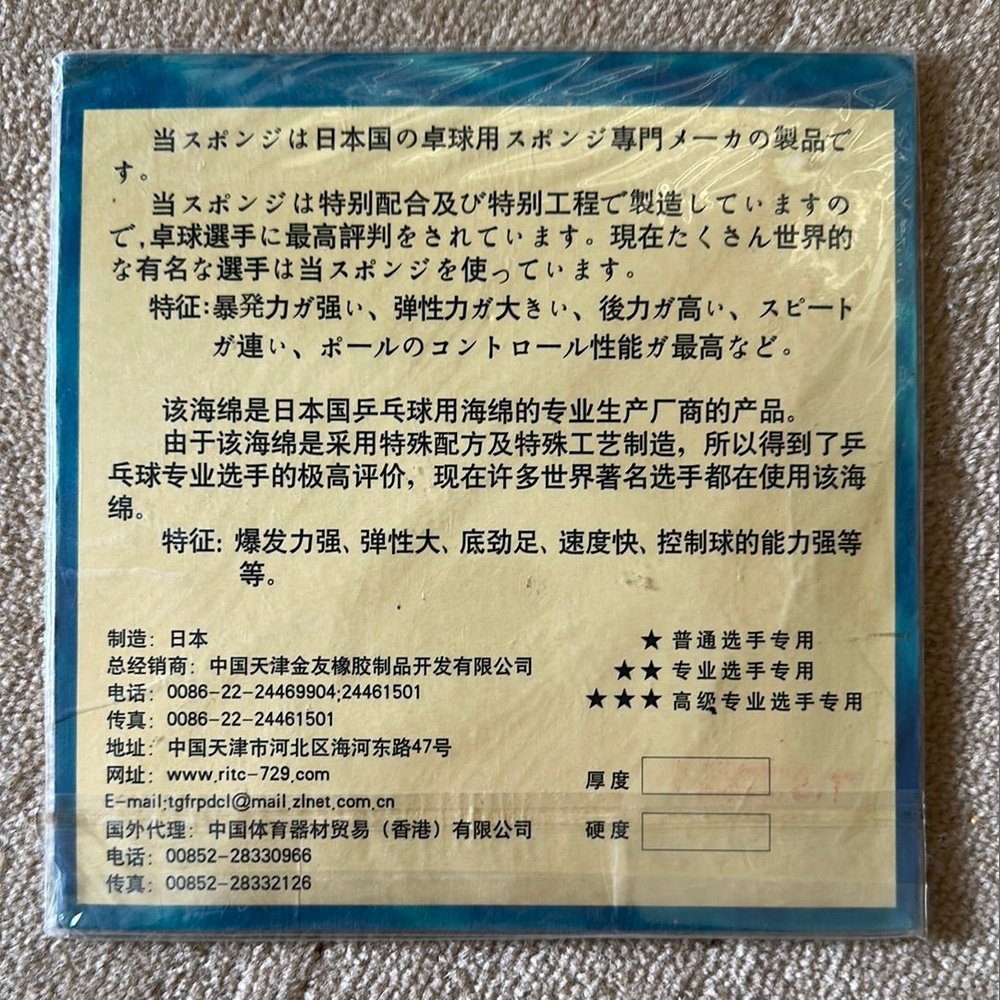 当スポンジは日本国の卓球用スポンジ専門メーカの製品で
す。
当スポンジは特別配合及び特別工程で製造していますの
で,卓球選手に最高評判をされています。現在たくさん世界的
な有名な選手は当スポンジを使っています。
特征:暴発力ガ强い、弹性力ガ大きい、後力ガ高い、スピート
ガ連い、ポールのコントロール性能ガ最高など。
该海绵是日本国乒乓球用海绵的专业生产厂商的产品。
由于该海绵是采用特殊配方及特殊工艺制造，所以得到了乒
乓球专业选手的极高评价，现在许多世界著名选手都在使用该海
绵。
特征：爆发力强、弹性大、底劲足、速度快、控制球的能力强等
等。
制造：日本
总经销商：中国天津金友橡胶制品开发有限公司
电话：0086-22-24469904;24461501
传真：0086-22-24461501
地址：中国天津市河北区海河东路47号
网址：www.ritc-729.com
E-mail:tgfrpdcl@mail.zlnet.com.cn
国外代理：中国体育器材贸易（香港）有限公司
电话：00852-28330966
传真：00852-28332126
★ 普通选手专用
★★ 专业选手专用
★★★ 高级专业选手专用
厚度
硬度